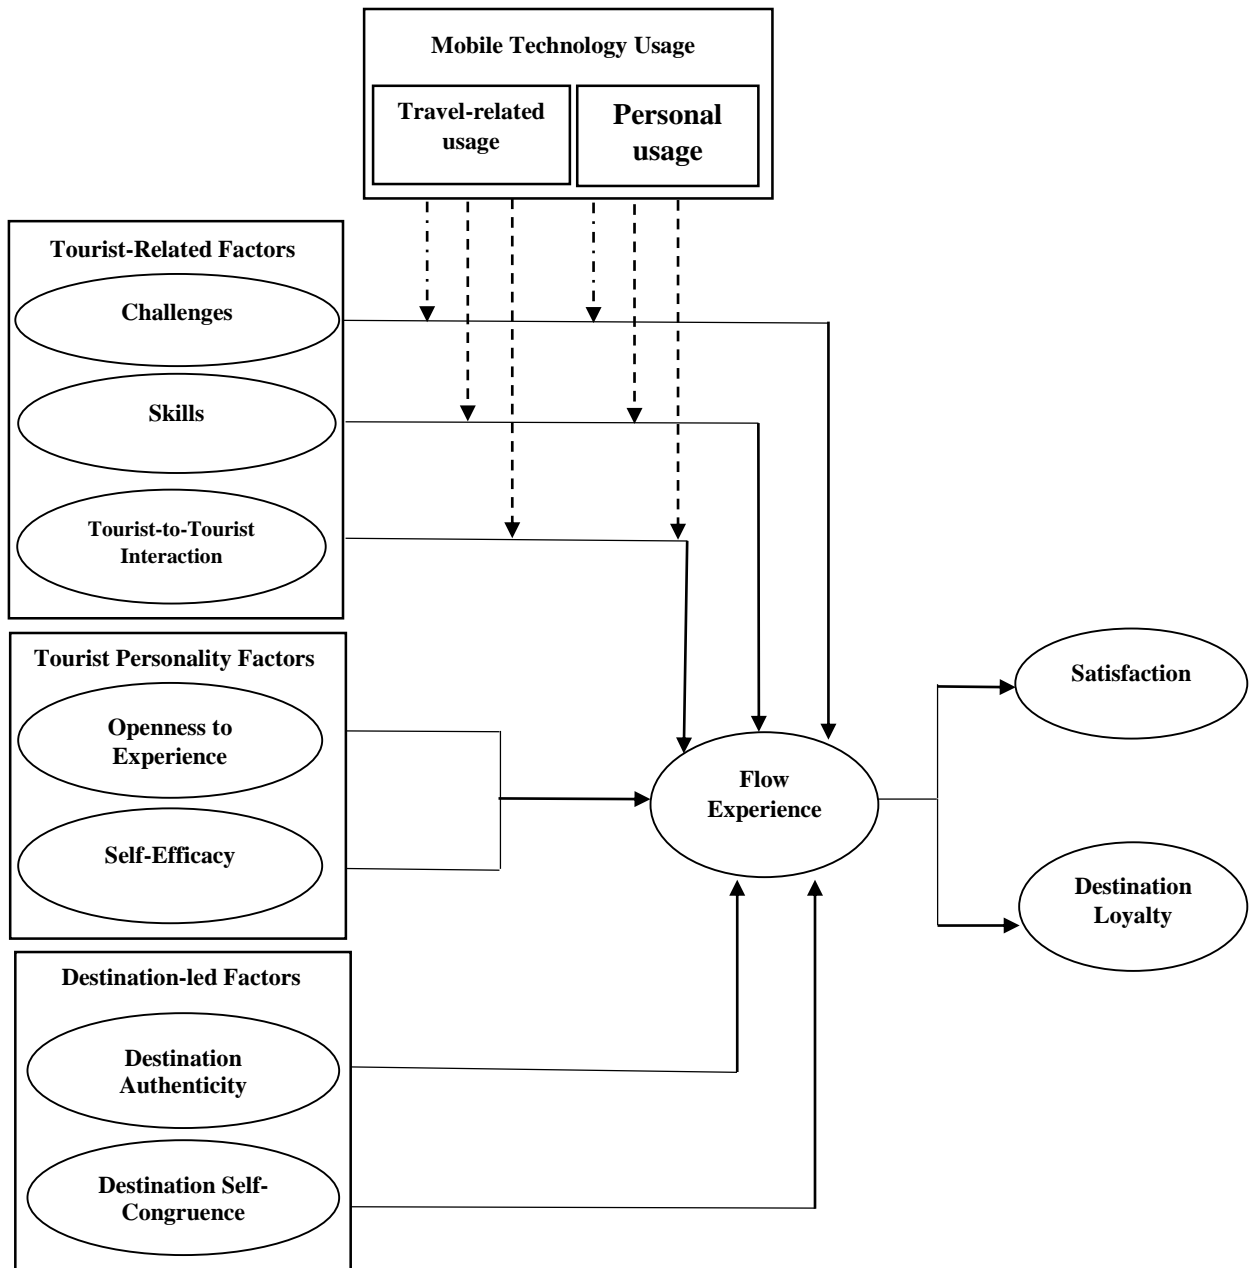 Mobile Technology Usage
Travel-related
usage
Personal
usage
Tourist-Related Factors
Challenges
Skills
Tourist-to-Tourist
Interaction
Tourist Personality Factors
Openness to
Experience
Self-Efficacy
Flow
Experience
Satisfaction
Destination
Loyalty
Destination-led Factors
Destination
Authenticity
Destination Self-
Congruence